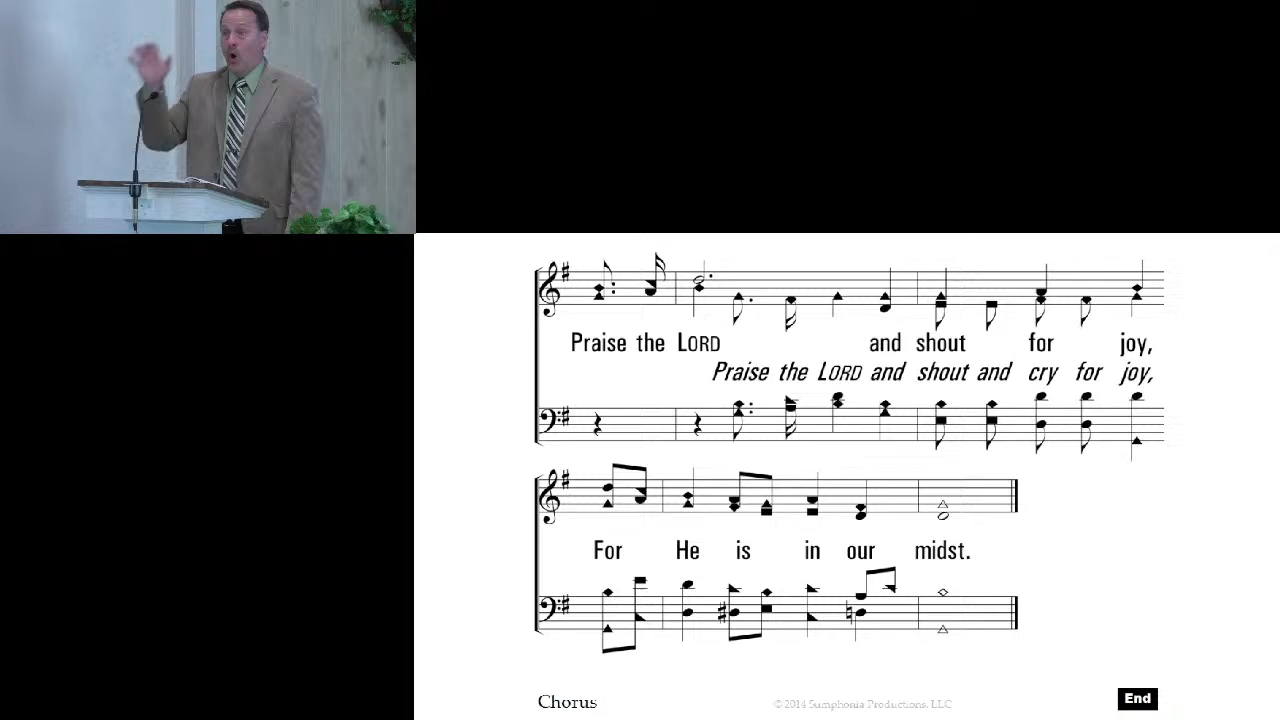 Praise the LORD and shout for joy,
Praise the LORD and shout and cry for joy,
For He is in our midst.
Chorus
© 2014 Sumphonia Productions, LLC
End